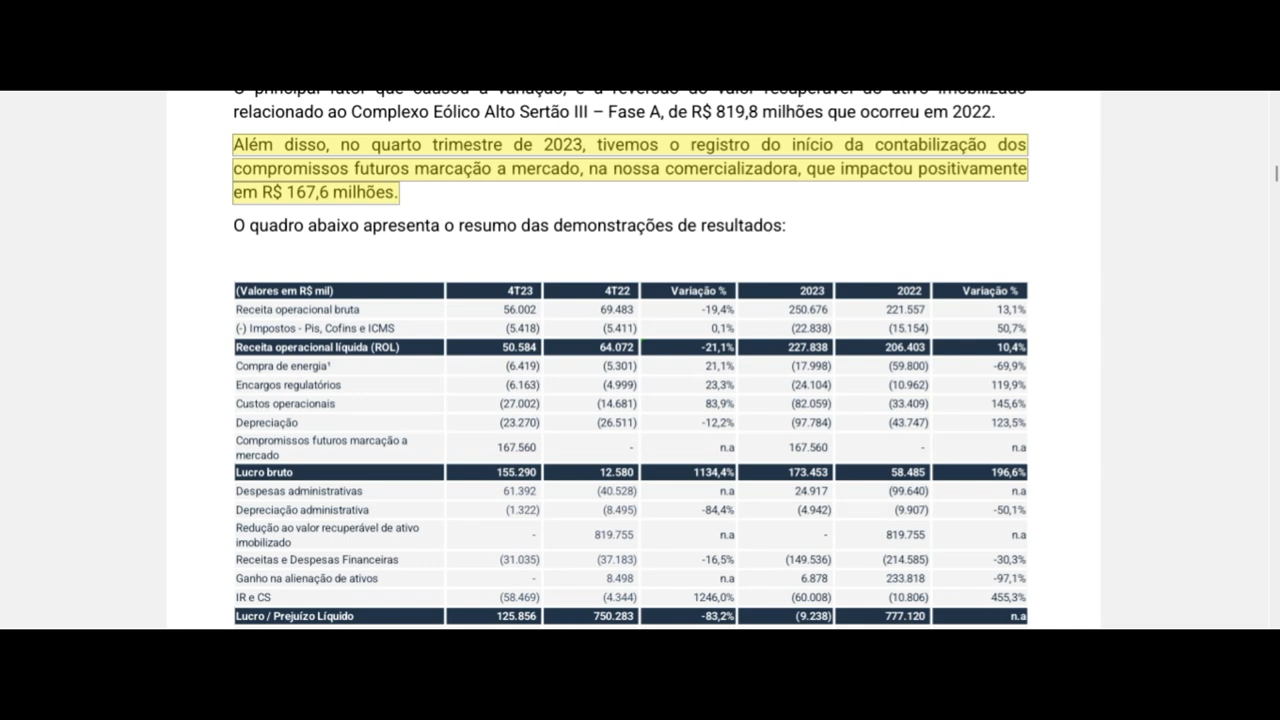 O principal fator que causou a variação, é a reversão do valor recuperável do ativo imobilizado
relacionado ao Complexo Eólico Alto Sertão III – Fase A, de R$ 819,8 milhões que ocorreu em 2022.
Além disso, no quarto trimestre de 2023, tivemos o registro do início da contabilização dos
compromissos futuros marcação a mercado, na nossa comercializadora, que impactou positivamente
em R$ 167,6 milhões.
O quadro abaixo apresenta o resumo das demonstrações de resultados:
(Valores em R$ mil) 4T23 4T22 Variação % 2023 2022 Variação %
Receita operacional bruta 56.002 69.483 -19,4% 250.676 221.557 13,1%
(-) Impostos - Pis, Cofins e ICMS (5.418) (5.411) 0,1% (22.838) (15.154) 50,7%
Receita operacional líquida (ROL) 50.584 64.072 -21,1% 227.838 206.403 10,4%
Compra de energia¹ (6.419) (5.301) 21,1% (17.998) (59.800) -69,9%
Encargos regulatórios (6.163) (4.999) 23,3% (24.104) (10.962) 119,9%
Custos operacionais (27.002) (14.681) 83,9% (82.059) (33.409) 145,6%
Depreciação (23.270) (26.511) -12,2% (97.784) (43.747) 123,5%
Compromissos futuros marcação a
mercado 167.560 - n.a 167.560 - n.a
Lucro bruto 155.290 12.580 1134,4% 173.453 58.485 196,6%
Despesas administrativas 61.392 (40.528) n.a 24.917 (99.640) n.a
Depreciação administrativa (1.322) (8.495) -84,4% (4.942) (9.907) -50,1%
Redução ao valor recuperável de ativo
imobilizado - 819.755 n.a - 819.755 n.a
Receitas e Despesas Financeiras (31.035) (37.183) -16,5% (149.536) (214.585) -30,3%
Ganho na alienação de ativos - 8.498 n.a 6.878 233.818 -97,1%
IR e CS (58.469) (4.344) 1246,0% (60.008) (10.806) 455,3%
Lucro / Prejuízo Líquido 125.856 750.283 -83,2% (9.238) 777.120 n.a